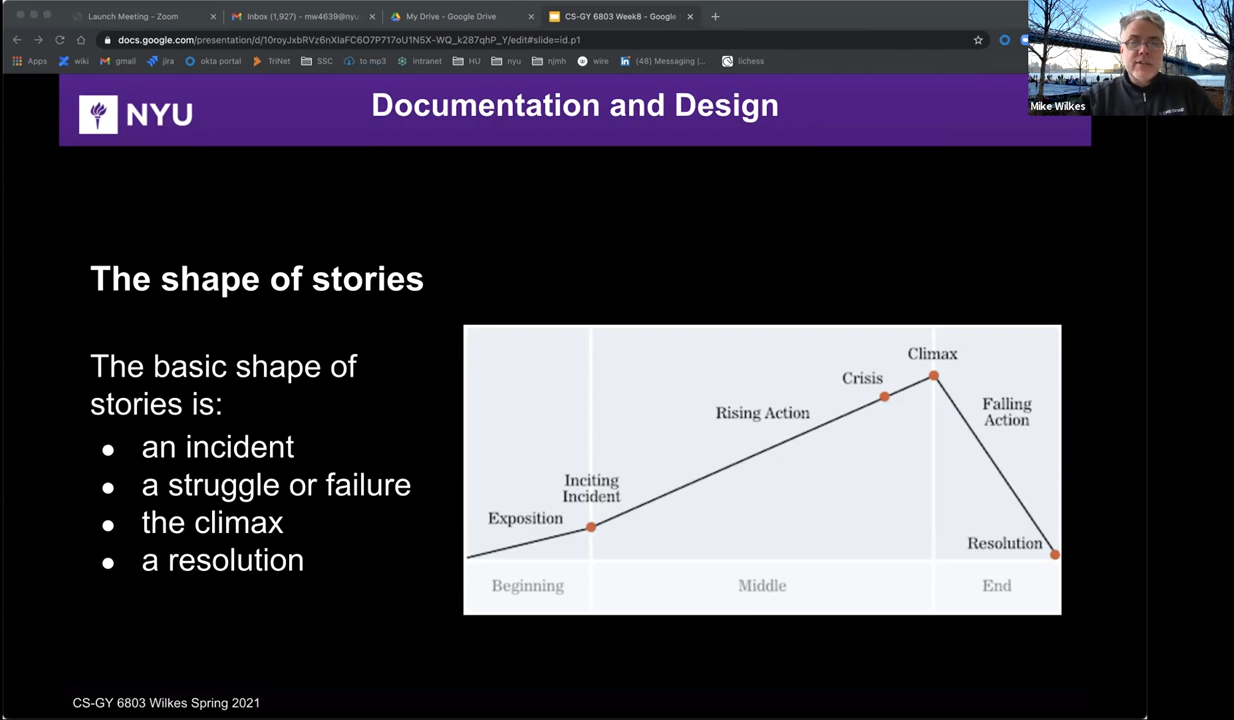 Launch Meeting - Zoom
Inbox (1,927) - mw4639@nyu
My Drive - Google Drive
CS-GY 6803 Week8 - Google
docs.google.com/presentation/d/10royJxbRVz6nXIaFC6O7P717oU1N5X-WQ_k287qhP_Y/edit#slide=id.p1
Apps wiki gmail jira okta portal TriNet SSC to mp3 intranet HU nyu njmh wire (48) Messaging |... lichess
Mike Wilkes
NYU
Documentation and Design
The shape of stories
The basic shape of
stories is:
● an incident
● a struggle or failure
● the climax
● a resolution
Climax
Crisis
Falling
Action
Rising Action
Inciting
Incident
Exposition
Resolution
Beginning
Middle
End
CS-GY 6803 Wilkes Spring 2021